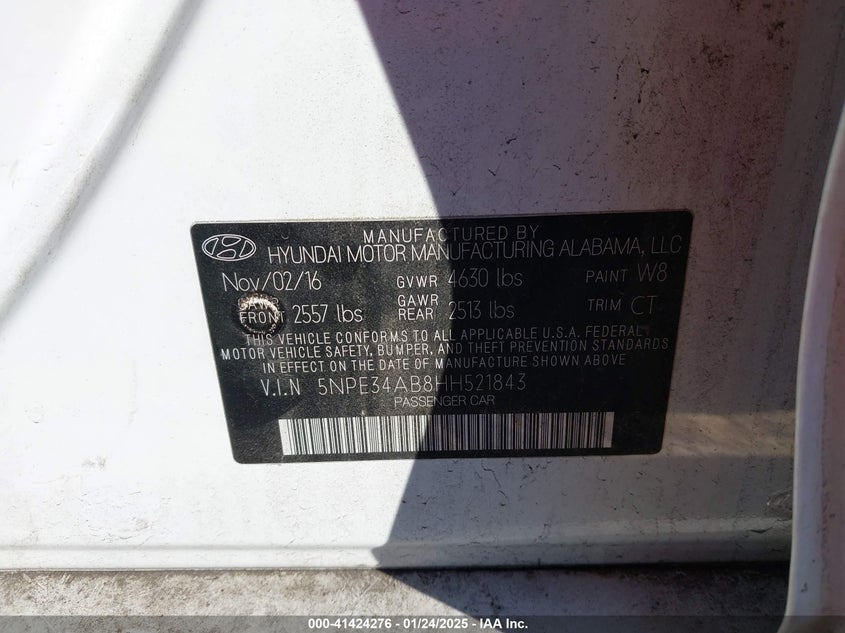 MANUFACTURED BY
HYUNDAI MOTOR MANUFACTURING ALABAMA, LLC
Nov/02/16 GVWR 4630 lbs PAINT W8
GAWR FRONT 2557 lbs GAWR REAR 2513 lbs TRIM CT
THIS VEHICLE CONFORMS TO ALL APPLICABLE U.S.A. FEDERAL
MOTOR VEHICLE SAFETY, BUMPER, AND THEFT PREVENTION STANDARDS
IN EFFECT ON THE DATE OF MANUFACTURE SHOWN ABOVE.
V.I.N 5NPE34AB8HH521843
PASSENGER CAR
000-41424276 - 01/24/2025 - IAA Inc.